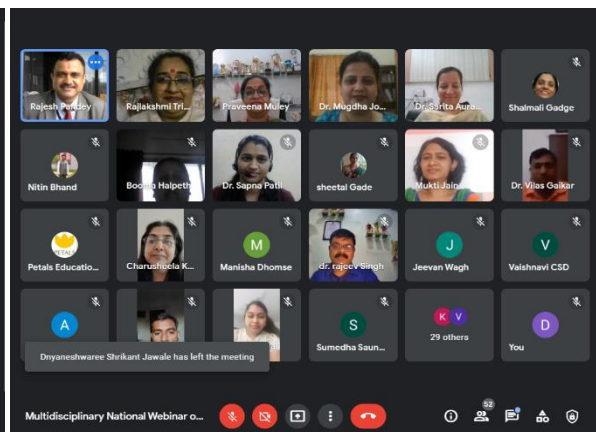 Rajesh Pandey
Rajlakshmi Tri...
Praveena Muley
Dr. Mugdha Jo...
Dr. Sarita Aura...
Shalmali Gadge
Nitin Bhand
Booma Halpeth
Dr. Sapna Patil
sheetal Gade
Mukti Jain
Dr. Vilas Gaikar
PETALS
Petals Educatio...
Charusheela K...
M
Manisha Dhomse
dr. rajeev Singh
J
Jeevan Wagh
V
Vaishnavi CSD
A
S
Sumedha Saun...
K V
29 others
D
You
Dnyaneshwaree Shrikant Jawale has left the meeting
Multidisciplinary National Webinar o...
52